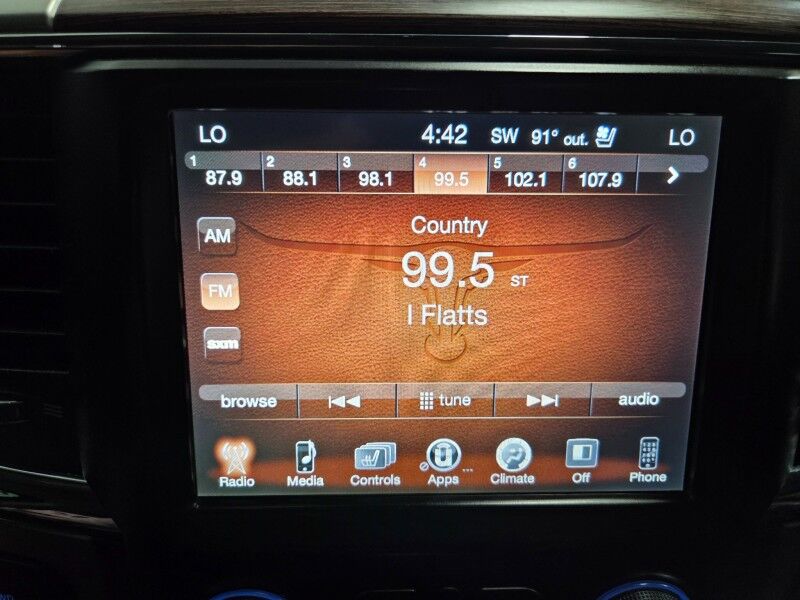 LO 4:42 SW 91° out. LO
1 2 3 4 5 6
87.9 88.1 98.1 99.5 102.1 107.9
AM
Country
99.5 ST
FM
l Flatts
sxm
browse tune audio
Radio Media Controls Apps Climate Off Phone